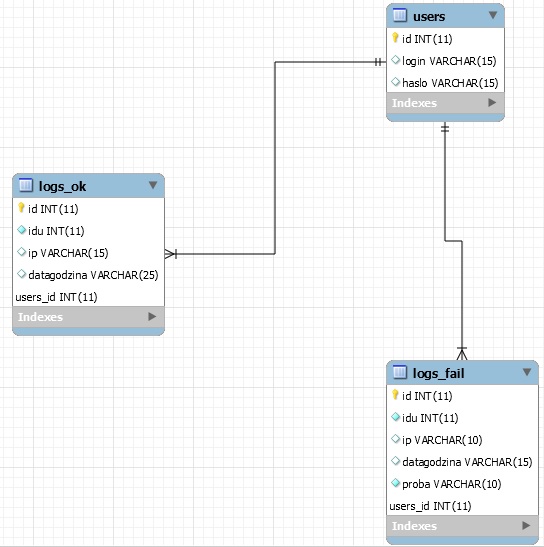 users
id INT(11)
login VARCHAR(15)
haslo VARCHAR(15)
Indexes
logs_ok
id INT(11)
idu INT(11)
ip VARCHAR(15)
datagodzina VARCHAR(25)
users_id INT(11)
Indexes
logs_fail
id INT(11)
idu INT(11)
ip VARCHAR(10)
datagodzina VARCHAR(15)
proba VARCHAR(10)
users_id INT(11)
Indexes